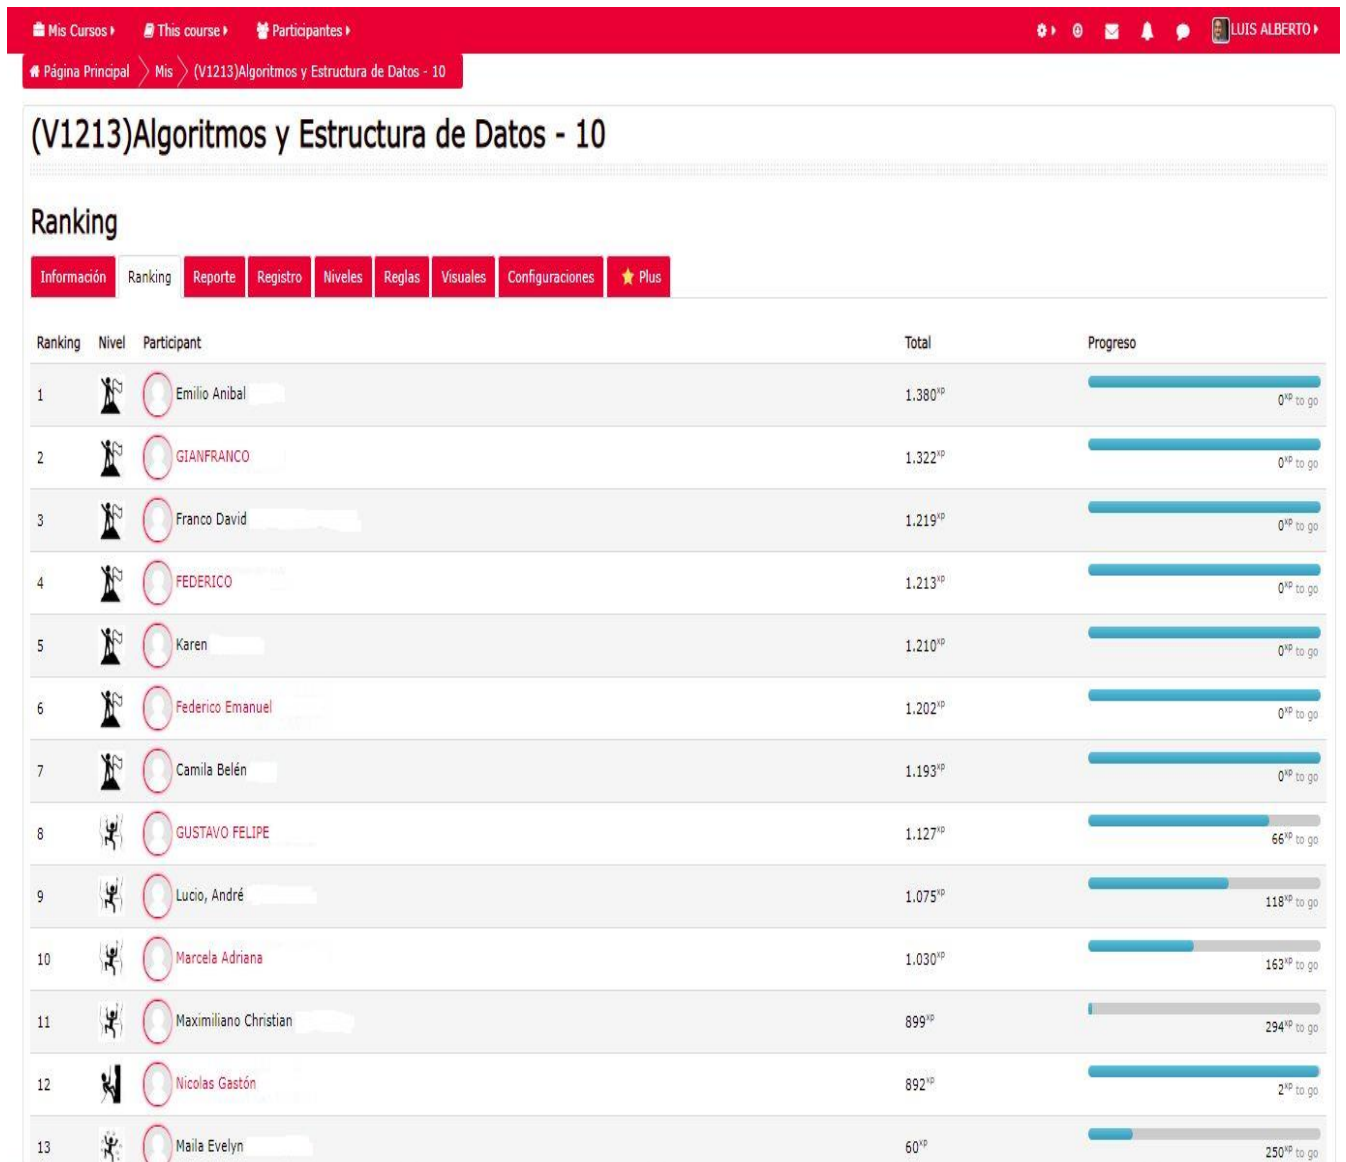 Mis Cursos This course Participantes LUIS ALBERTO
Página Principal Mis (V1213)Algoritmos y Estructura de Datos - 10
(V1213)Algoritmos y Estructura de Datos - 10
Ranking
Información Ranking Reporte Registro Niveles Reglas Visuales Configuraciones Plus
Ranking Nivel Participant Total Progreso
1 Emilio Anibal 1.380xp
0xp to go
2 GIANFRANCO 1.322xp
0xp to go
3 Franco David 1.219xp
0xp to go
4 FEDERICO 1.213xp
0xp to go
5 Karen 1.210xp
0xp to go
6 Federico Emanuel 1.202xp
0xp to go
7 Camila Belén 1.193xp
0xp to go
8 GUSTAVO FELIPE 1.127xp
66xp to go
9 Lucio, André 1.075xp
118xp to go
10 Marcela Adriana 1.030xp
163xp to go
11 Maximiliano Christian 899xp
294xp to go
12 Nicolas Gastón 892xp
2xp to go
13 Maila Evelyn 60xp
250xp to go